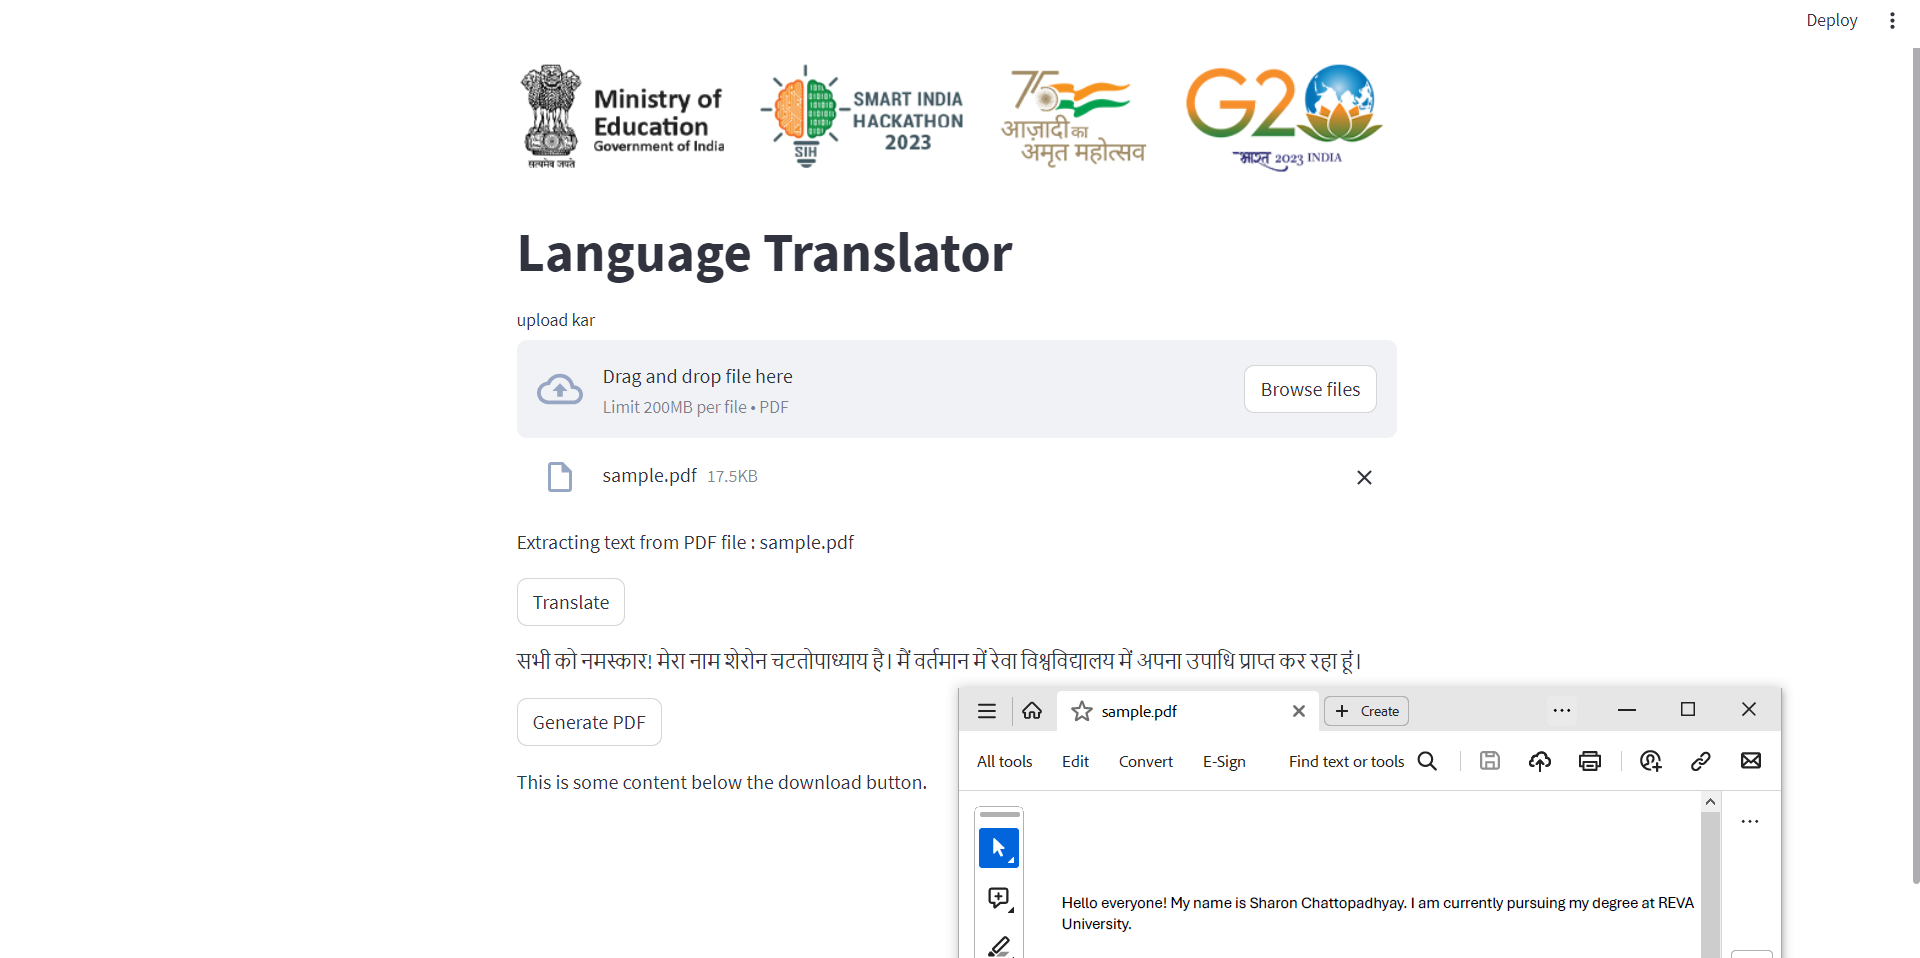 Deploy
Ministry of
Education
Government of India
सत्यमेव जयते
SMART INDIA
HACKATHON
2023
SIH
75
आज़ादी का
अमृत महोत्सव
G20
भारत 2023 INDIA
Language Translator
upload kar
Drag and drop file here
Limit 200MB per file • PDF
Browse files
sample.pdf 17.5KB
Extracting text from PDF file : sample.pdf
Translate
सभी को नमस्कार! मेरा नाम शेरोन चटतोपाध्याय है। मैं वर्तमान में रेवा विश्वविद्यालय में अपना उपाधि प्राप्त कर रहा हूं।
Generate PDF
This is some content below the download button.
sample.pdf
Create
All tools Edit Convert E-Sign Find text or tools
Hello everyone! My name is Sharon Chattopadhyay. I am currently pursuing my degree at REVA
University.